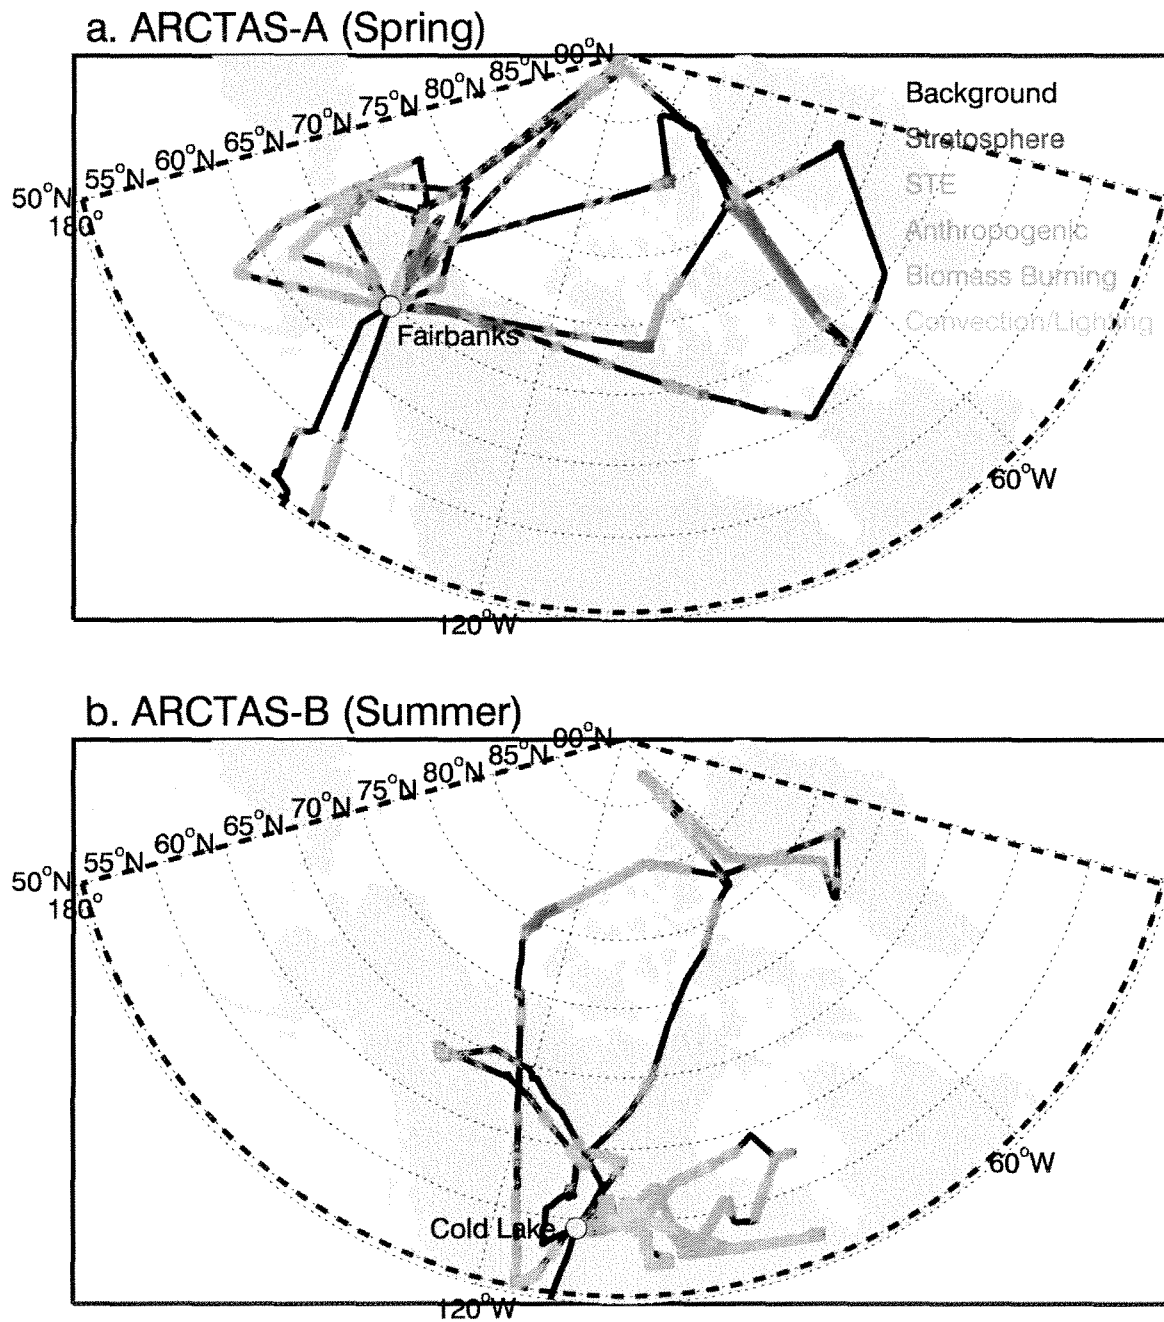 a. ARCTAS-A (Spring)
90°N
85°N
80°N
75°N
70°N
65°N
60°N
55°N
50°N
180°
Background
Stratosphere
STE
Anthropogenic
Biomass Burning
Convection/Lighting
Fairbanks
60°W
120°W
b. ARCTAS-B (Summer)
90°N
85°N
80°N
75°N
70°N
65°N
60°N
55°N
50°N
180°
60°W
Cold Lake
120°W